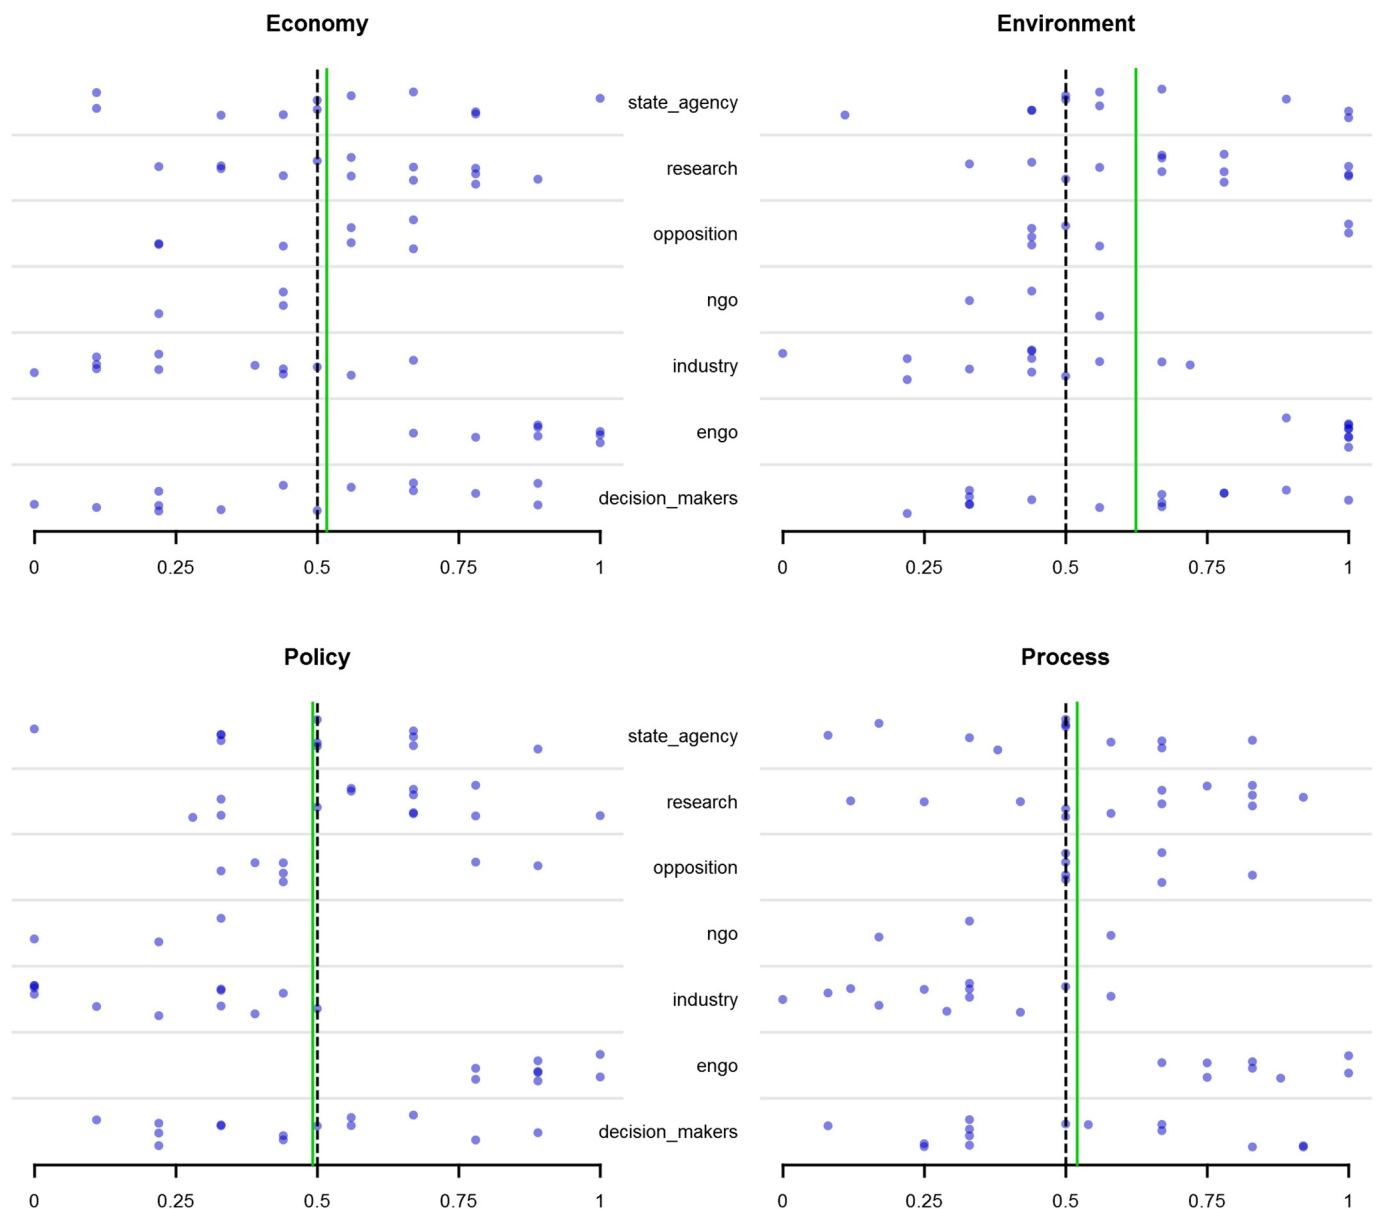 Economy
Environment
state_agency
research
opposition
ngo
industry
engo
decision_makers
0 0.25 0.5 0.75 1
0 0.25 0.5 0.75 1
Policy
Process
state_agency
research
opposition
ngo
industry
engo
decision_makers
0 0.25 0.5 0.75 1
0 0.25 0.5 0.75 1